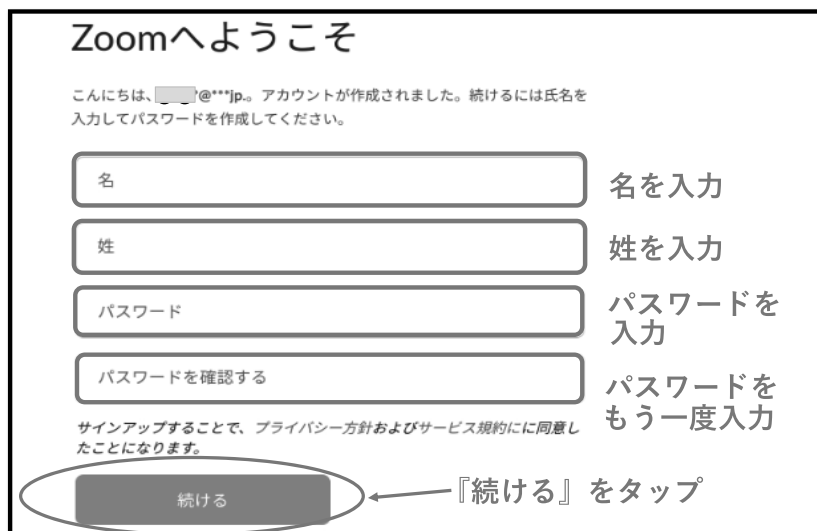 Zoomへようこそ
こんにちは、 *@***jp.。アカウントが作成されました。続けるには氏名を
入力してパスワードを作成してください。
名
名を入力
姓
姓を入力
パスワード
パスワードを
入力
パスワードを確認する
パスワードを
もう一度入力
サインアップすることで、プライバシー方針およびサービス規約にに同意し
たことになります。
続ける
『続ける』をタップ